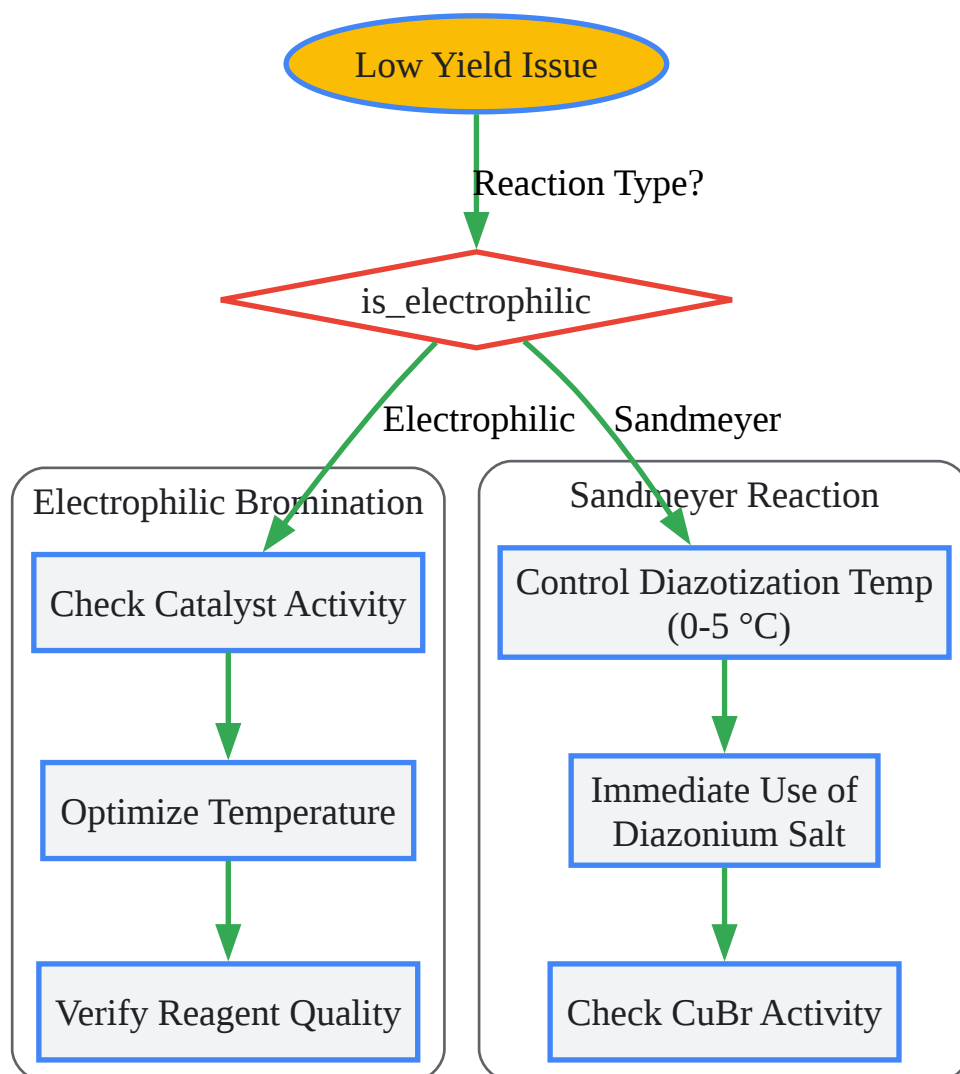 Low Yield Issue
Reaction Type?
is_electrophilic
Electrophilic
Sandmeyer
Electrophilic Bromination
Check Catalyst Activity
Optimize Temperature
Verify Reagent Quality
Sandmeyer Reaction
Control Diazotization Temp
(0-5 °C)
Immediate Use of
Diazonium Salt
Check CuBr Activity